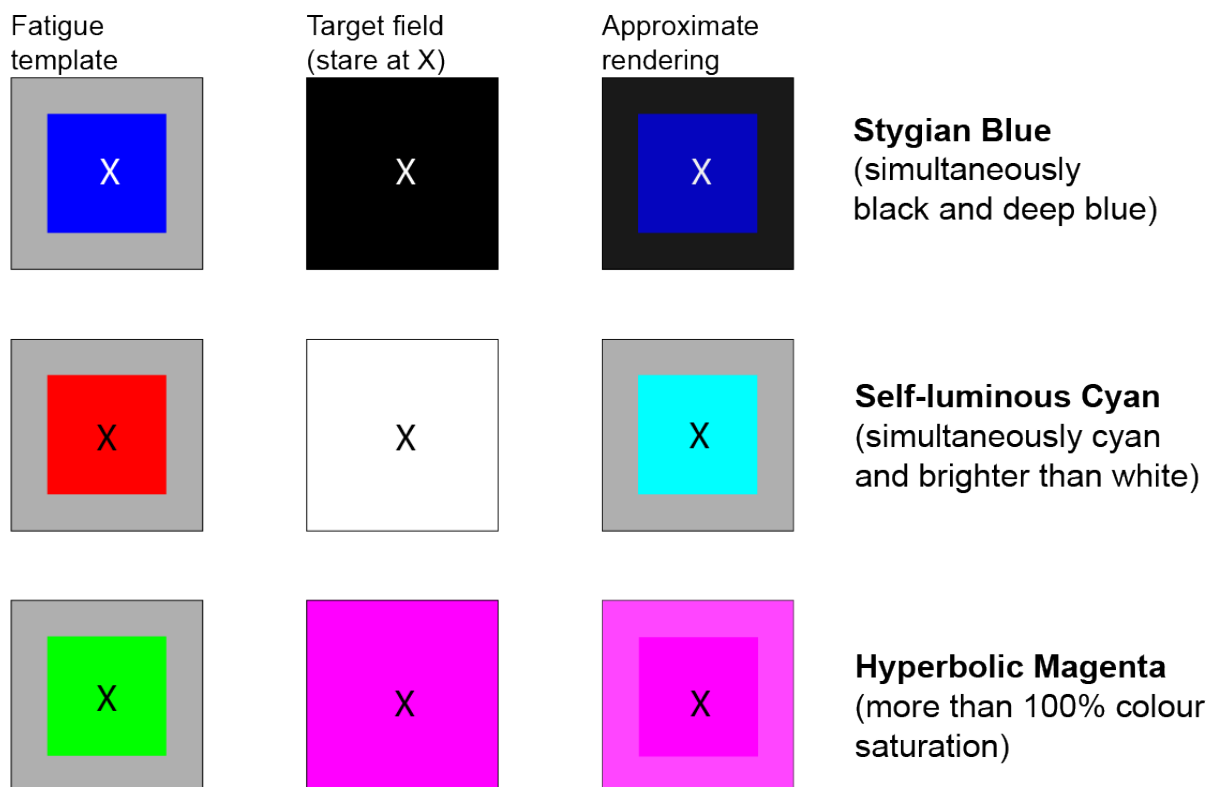 Fatigue
template
Target field
(stare at X)
Approximate
rendering
X
X
X
Stygian Blue
(simultaneously
black and deep blue)
X
X
X
Self-luminous Cyan
(simultaneously cyan
and brighter than white)
X
X
X
Hyperbolic Magenta
(more than 100% colour
saturation)